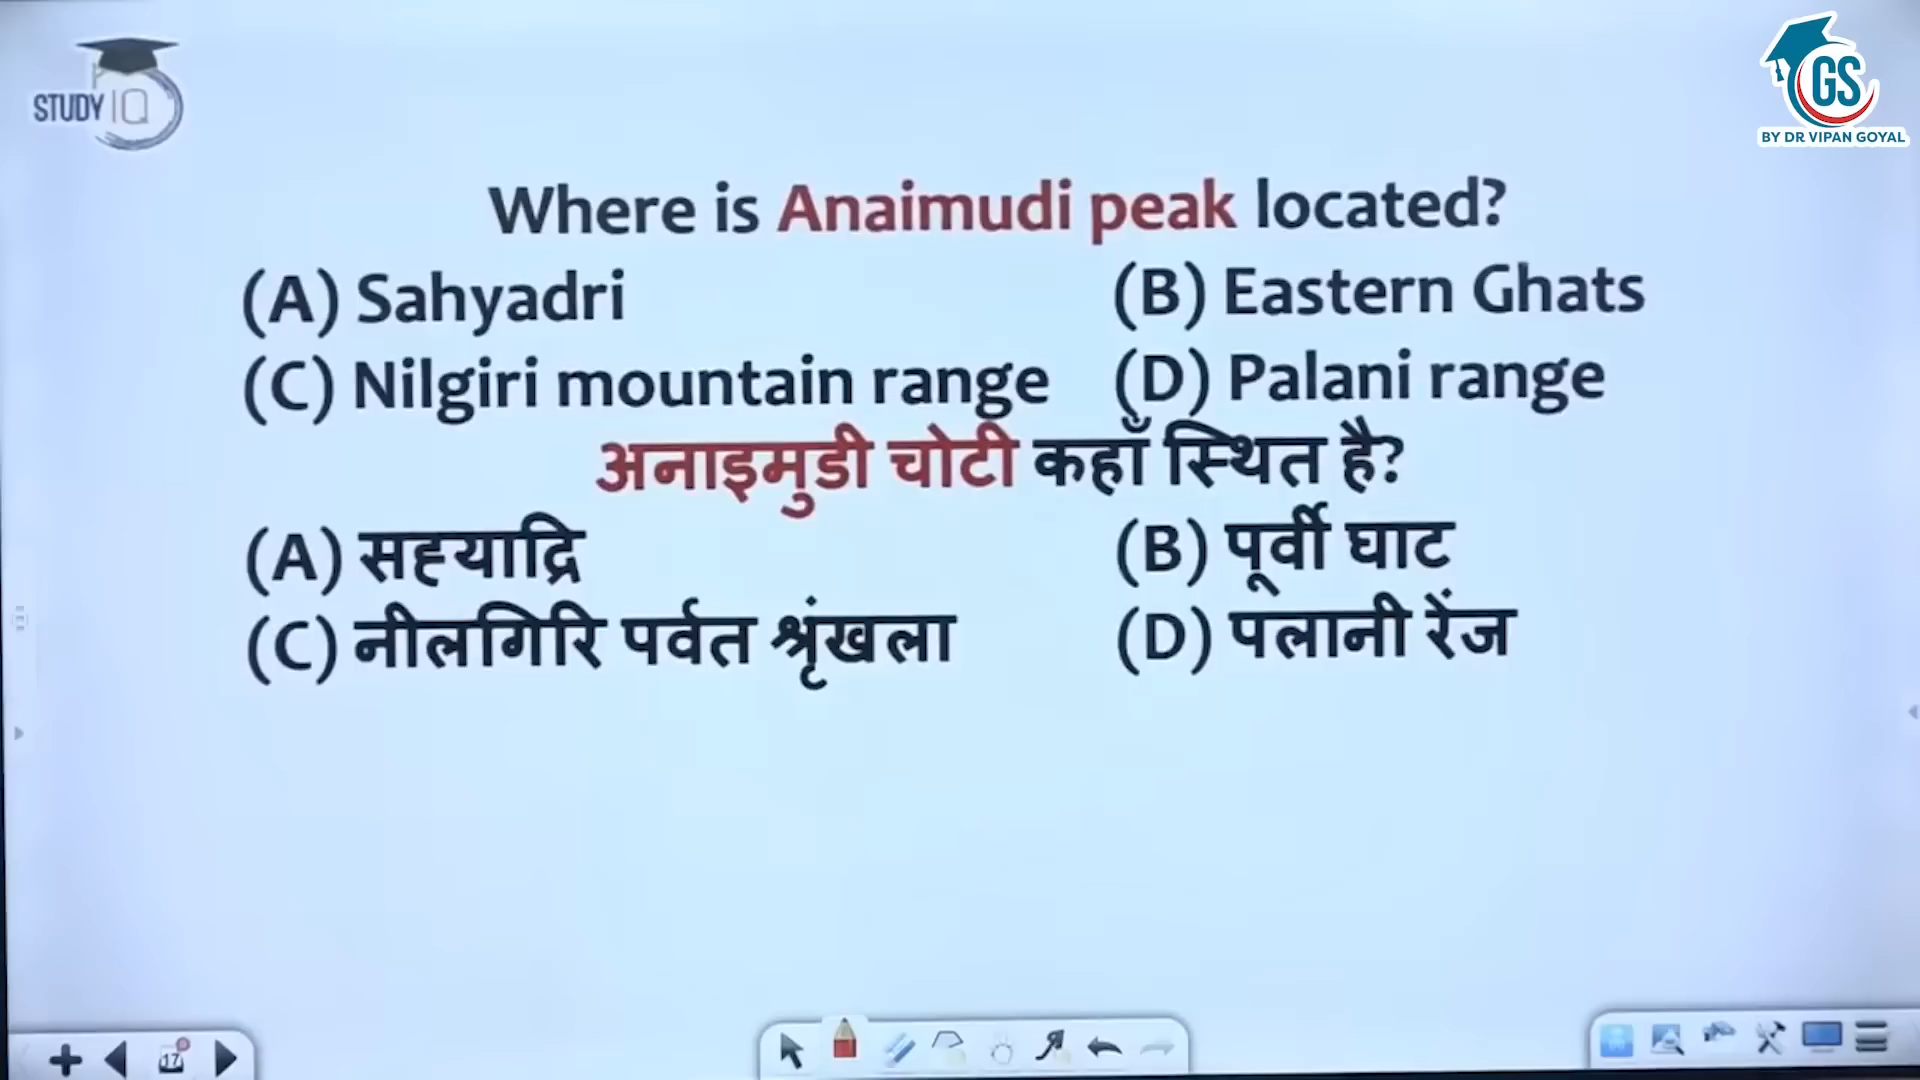 STUDY IQ
GS
BY DR VIPAN GOYAL
Where is Anaimudi peak located?
(A) Sahyadri (B) Eastern Ghats
(C) Nilgiri mountain range (D) Palani range
अनाइमुडी चोटी कहाँ स्थित है?
(A) सह्याद्रि (B) पूर्वी घाट
(C) नीलगिरि पर्वत श्रृंखला (D) पलानी रेंज
17